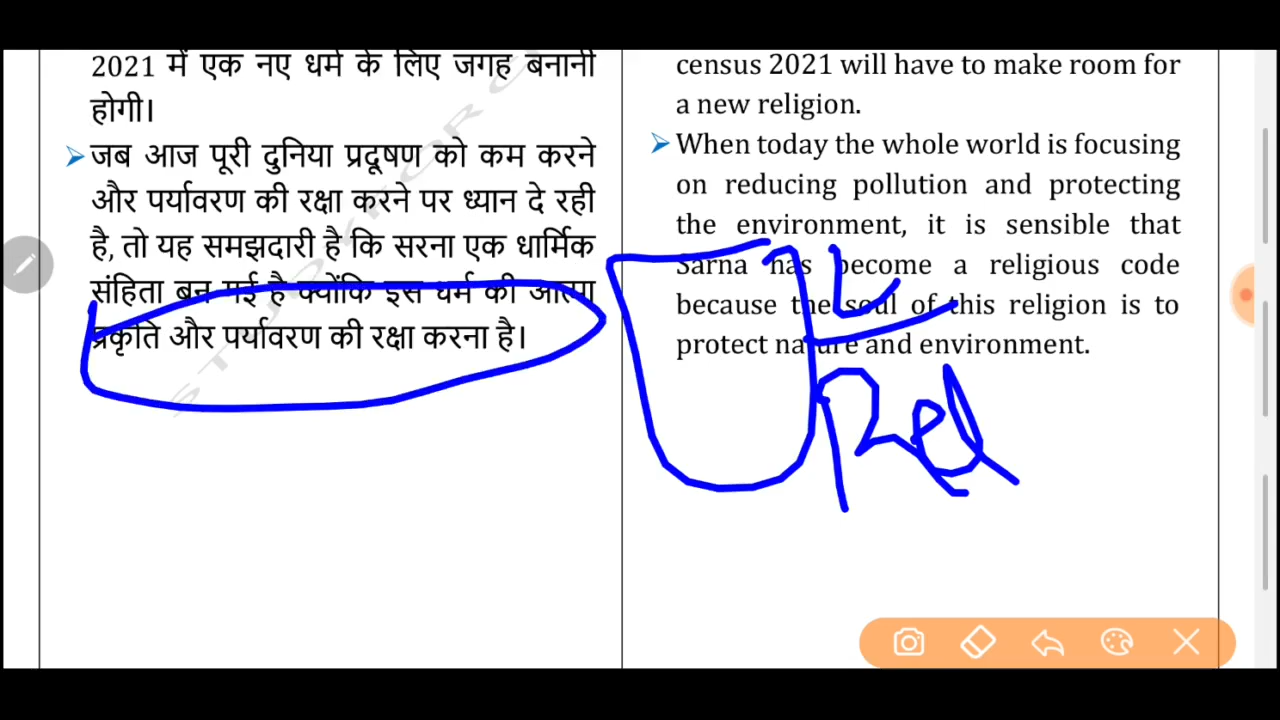 2021 में एक नए धर्म के लिए जगह बनानी
होगी।
जब आज पूरी दुनिया प्रदूषण को कम करने
और पर्यावरण की रक्षा करने पर ध्यान दे रही
है, तो यह समझदारी है कि सरना एक धार्मिक
संहिता बन गई है क्योंकि इस धर्म की आत्मा
प्रकृति और पर्यावरण की रक्षा करना है।
census 2021 will have to make room for
a new religion.
When today the whole world is focusing
on reducing pollution and protecting
the environment, it is sensible that
Sarna has become a religious code
because the soul of this religion is to
protect nature and environment.